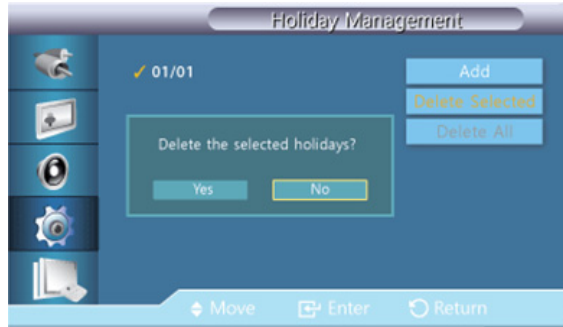 Holiday Management
✓ 01/01
Add
Delete Selected
Delete All
Delete the selected holidays?
Yes No
Move Enter Return